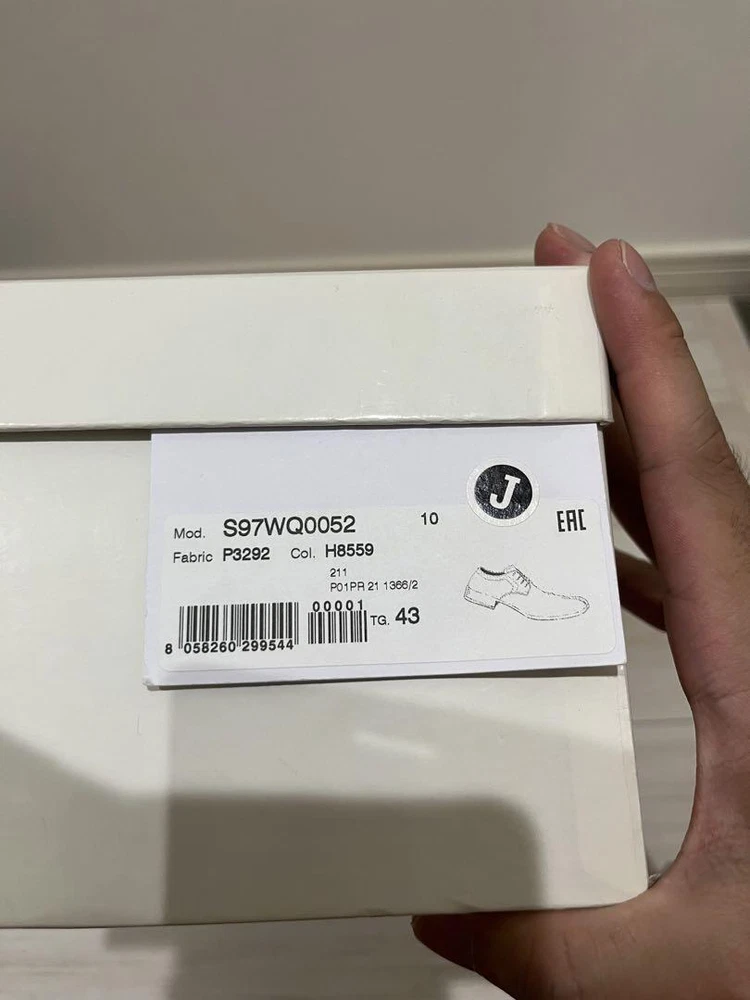 J
Mod. S97WQ0052 10 EAC
Fabric P3292 Col. H8559
211
P01PR 21 1366/2
00001
TG. 43
8 058260 299544